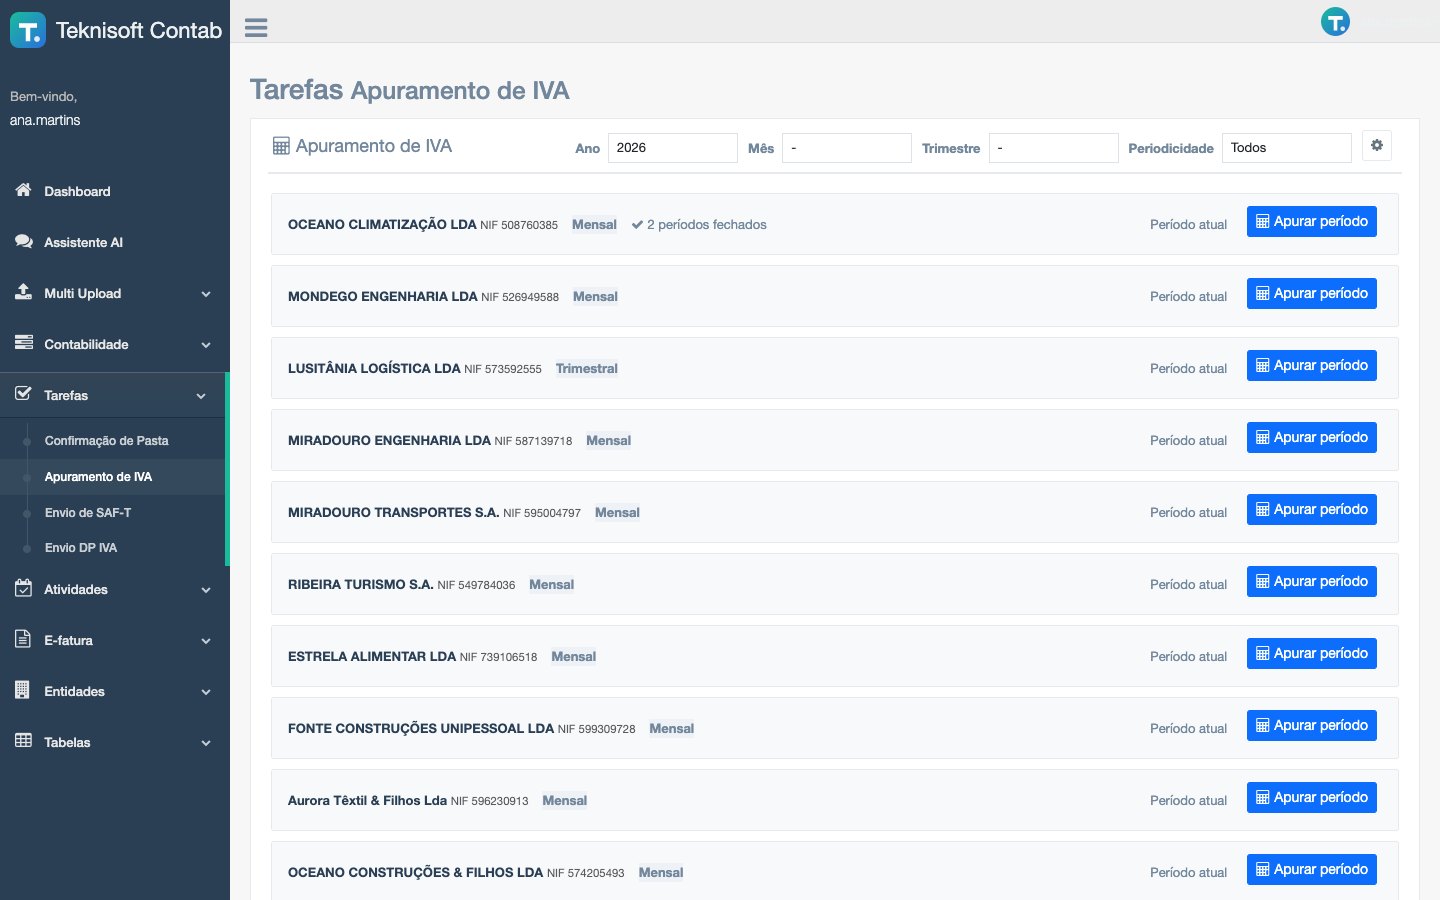 T. Teknisoft Contab
T.
Bem-vindo,
ana.martins
Dashboard
Assistente AI
Multi Upload
Contabilidade
Tarefas
Confirmação de Pasta
Apuramento de IVA
Envio de SAF-T
Envio DP IVA
Atividades
E-fatura
Entidades
Tabelas
Tarefas Apuramento de IVA
Apuramento de IVA Ano 2026 Mês - Trimestre - Periodicidade Todos
OCEANO CLIMATIZAÇÃO LDA NIF 508760385 Mensal 2 períodos fechados Período atual Apurar período
MONDEGO ENGENHARIA LDA NIF 526949588 Mensal Período atual Apurar período
LUSITÂNIA LOGÍSTICA LDA NIF 573592555 Trimestral Período atual Apurar período
MIRADOURO ENGENHARIA LDA NIF 587139718 Mensal Período atual Apurar período
MIRADOURO TRANSPORTES S.A. NIF 595004797 Mensal Período atual Apurar período
RIBEIRA TURISMO S.A. NIF 549784036 Mensal Período atual Apurar período
ESTRELA ALIMENTAR LDA NIF 739106518 Mensal Período atual Apurar período
FONTE CONSTRUÇÕES UNIPESSOAL LDA NIF 599309728 Mensal Período atual Apurar período
Aurora Têxtil & Filhos Lda NIF 596230913 Mensal Período atual Apurar período
OCEANO CONSTRUÇÕES & FILHOS LDA NIF 574205493 Mensal Período atual Apurar período